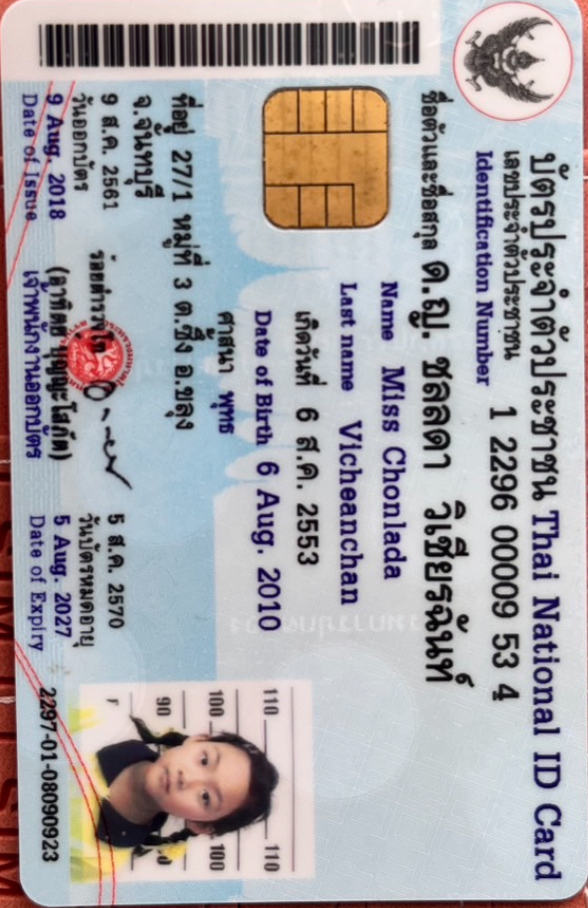 บัตรประจำตัวประชาชน Thai National ID Card
เลขประจำตัวประชาชน
Identification Number
1 2296 00009 53 4
ชื่อตัวและชื่อสกุล ด.ญ. ชลลดา วิเชียรฉันท์
Name Miss Chonlada
Last name Vicheanchan
เกิดวันที่ 6 ส.ค. 2553
Date of Birth 6 Aug. 2010
ศาสนา พุทธ
ที่อยู่ 27/1 หมู่ที่ 3 ต.ซึ้ง อ.ขลุง
จ.จันทบุรี
9 ส.ค. 2561
วันออกบัตร
9 Aug. 2018
Date of Issue
เจ้าพนักงานออกบัตร
5 ส.ค. 2570
วันบัตรหมดอายุ
5 Aug. 2027
Date of Expiry
110 110
100 100
90
2297-01-08090923